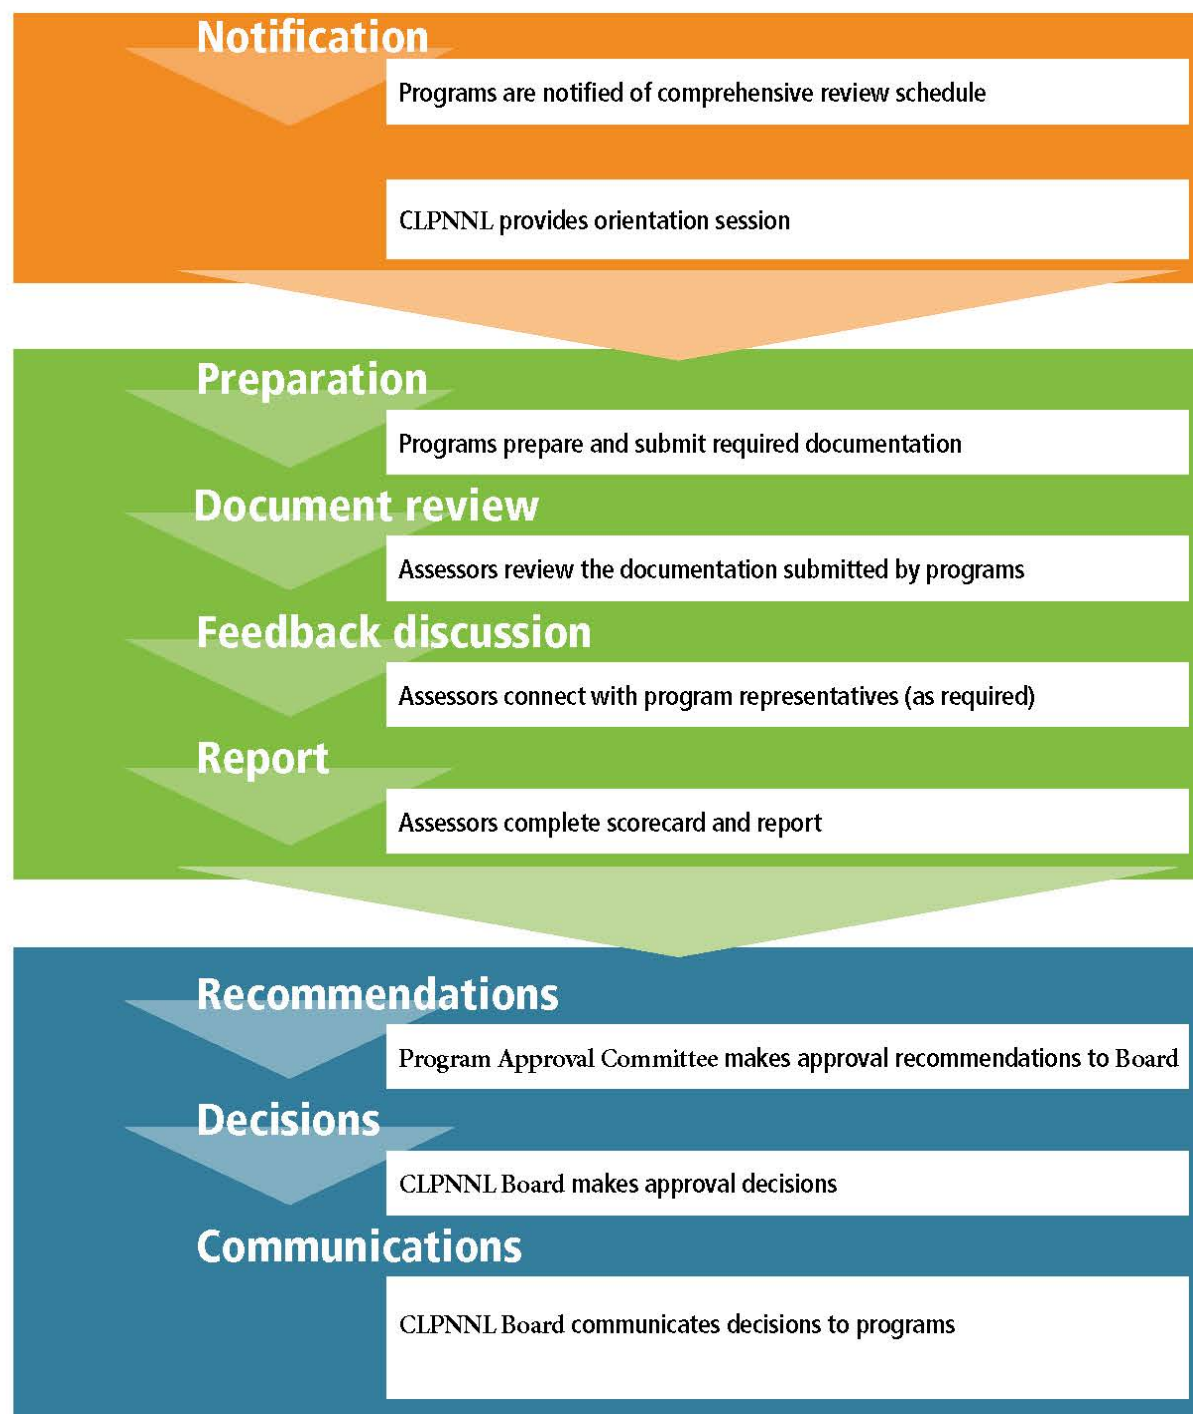 Notification
Programs are notified of comprehensive review schedule
CLPNNL provides orientation session
Preparation
Programs prepare and submit required documentation
Document review
Assessors review the documentation submitted by programs
Feedback discussion
Assessors connect with program representatives (as required)
Report
Assessors complete scorecard and report
Recommendations
Program Approval Committee makes approval recommendations to Board
Decisions
CLPNNL Board makes approval decisions
Communications
CLPNNL Board communicates decisions to programs